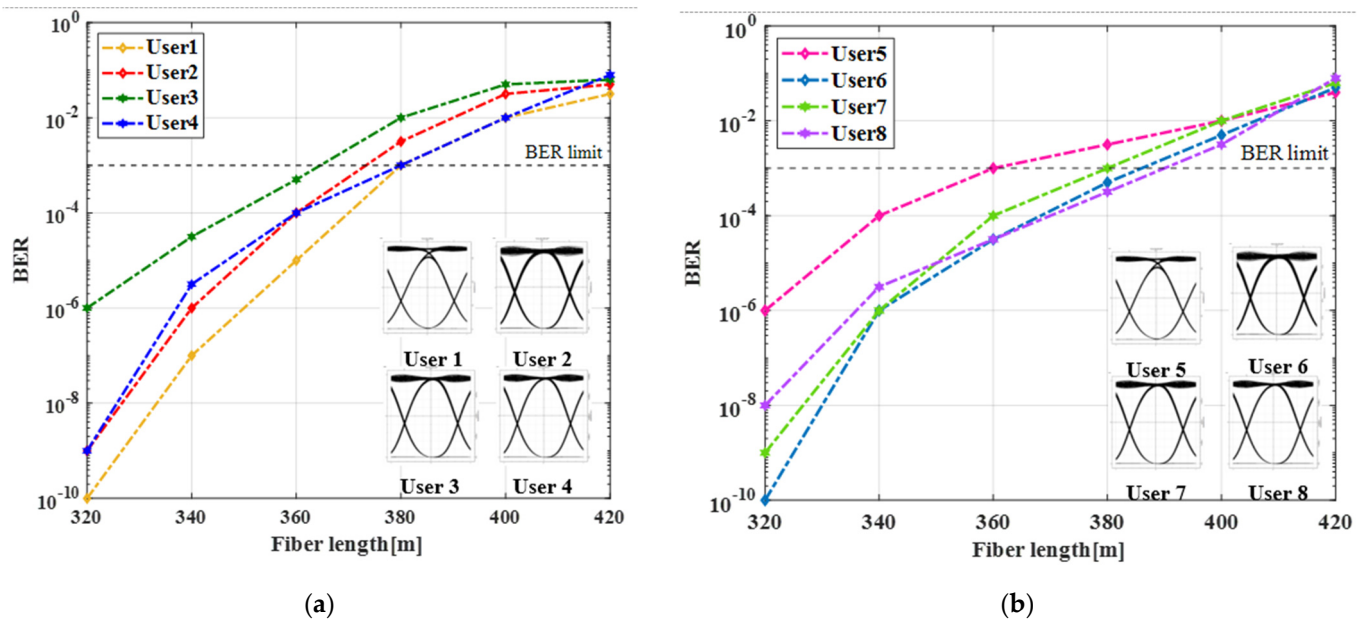 User1
User2
User3
User4
10^0
10^-2
10^-4
10^-6
10^-8
10^-10
BER
BER limit
User 1 User 2
User 3 User 4
320 340 360 380 400 420
Fiber length[m]
(a)
User5
User6
User7
User8
10^0
10^-2
10^-4
10^-6
10^-8
10^-10
BER
BER limit
User 5 User 6
User 7 User 8
320 340 360 380 400 420
Fiber length[m]
(b)